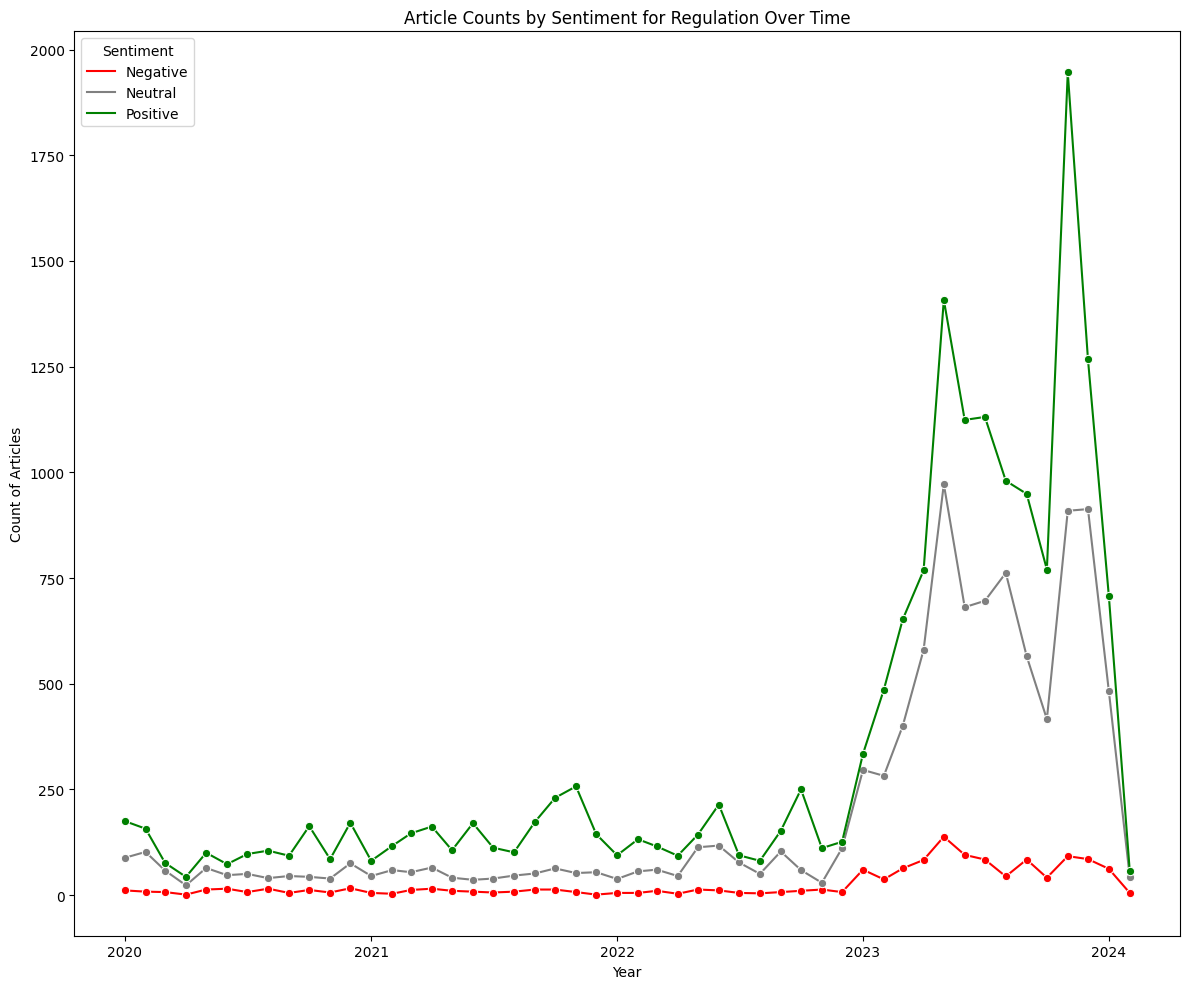 Article Counts by Sentiment for Regulation Over Time
Sentiment
Negative
Neutral
Positive
2000
1750
1500
1250
1000
750
500
250
0
Count of Articles
2020 2021 2022 2023 2024
Year